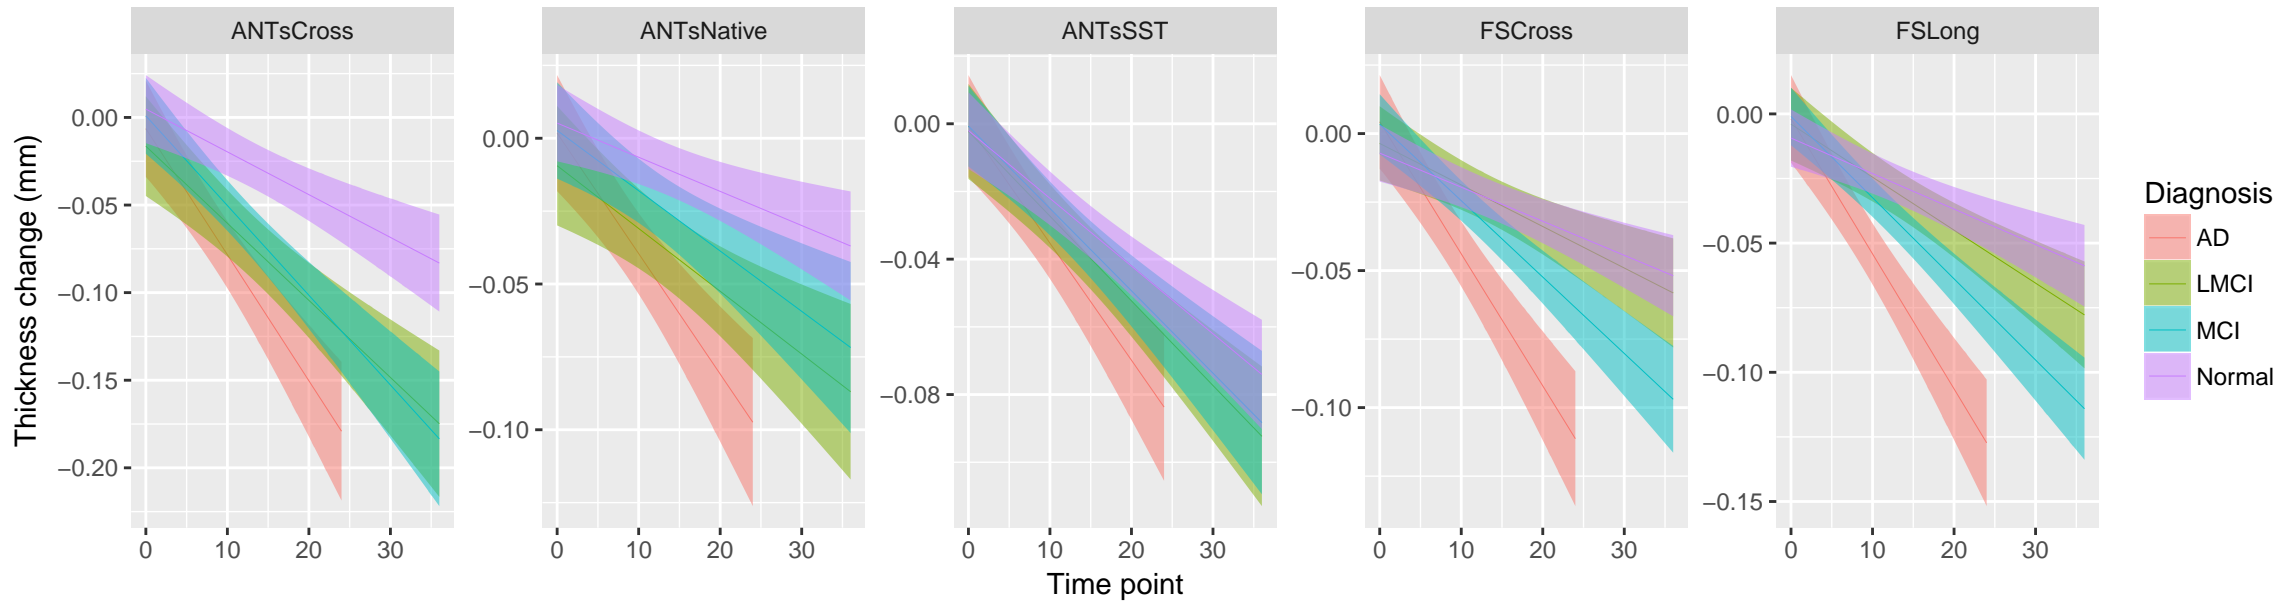 ANTsCross ANTsNative ANTsSST FSCross FSLong
Thickness change (mm)
0.00
−0.05
−0.10
−0.15
−0.20
0.00
−0.05
−0.10
0.00
−0.04
−0.08
0.00
−0.05
−0.10
0.00
−0.05
−0.10
−0.15
0 10 20 30 0 10 20 30 0 10 20 30 0 10 20 30 0 10 20 30
Time point
Diagnosis
AD
LMCI
MCI
Normal